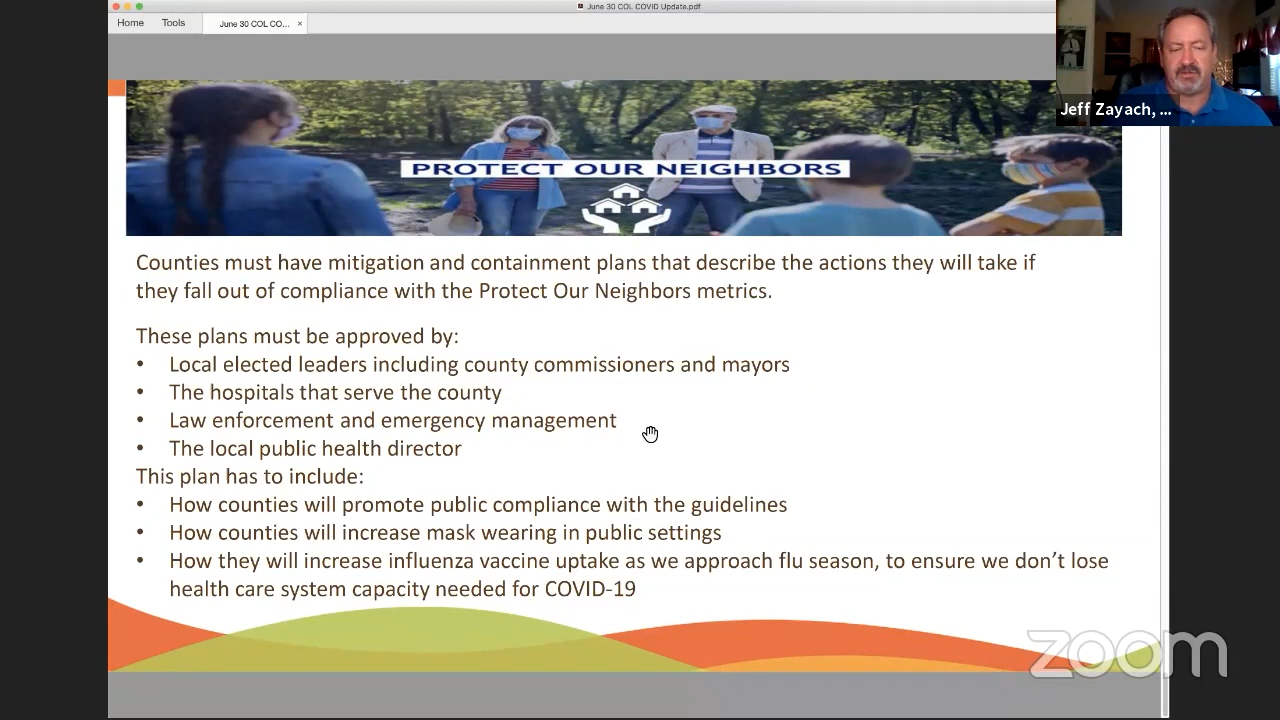 June 30 COL COVID Update.pdf
Home Tools June 30 COL CO... ×
Jeff Zayach, ...
PROTECT OUR NEIGHBORS
Counties must have mitigation and containment plans that describe the actions they will take if
they fall out of compliance with the Protect Our Neighbors metrics.
These plans must be approved by:
• Local elected leaders including county commissioners and mayors
• The hospitals that serve the county
• Law enforcement and emergency management
• The local public health director
This plan has to include:
• How counties will promote public compliance with the guidelines
• How counties will increase mask wearing in public settings
• How they will increase influenza vaccine uptake as we approach flu season, to ensure we don’t lose
health care system capacity needed for COVID-19
zoom